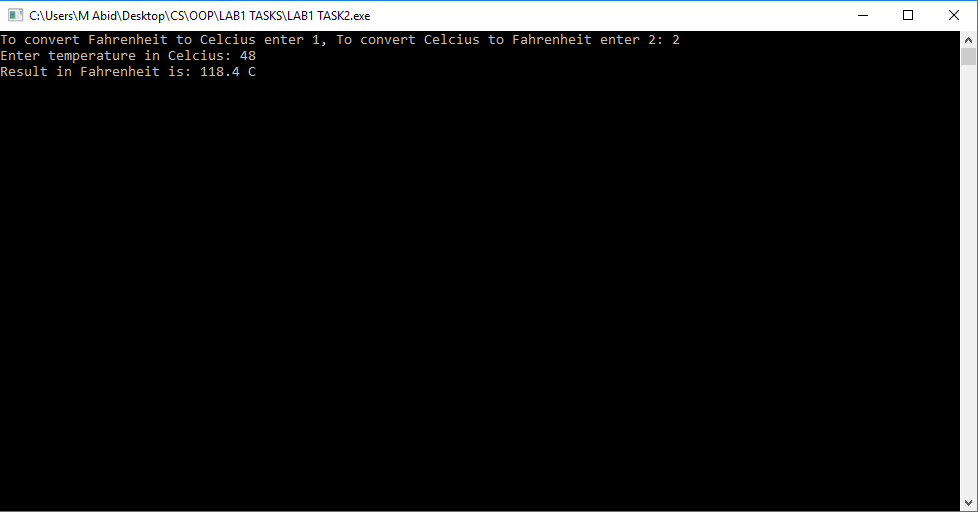 C:\Users\M Abid\Desktop\CS\OOP\LAB1 TASKS\LAB1 TASK2.exe
To convert Fahrenheit to Celcius enter 1, To convert Celcius to Fahrenheit enter 2: 2
Enter temperature in Celcius: 48
Result in Fahrenheit is: 118.4 C